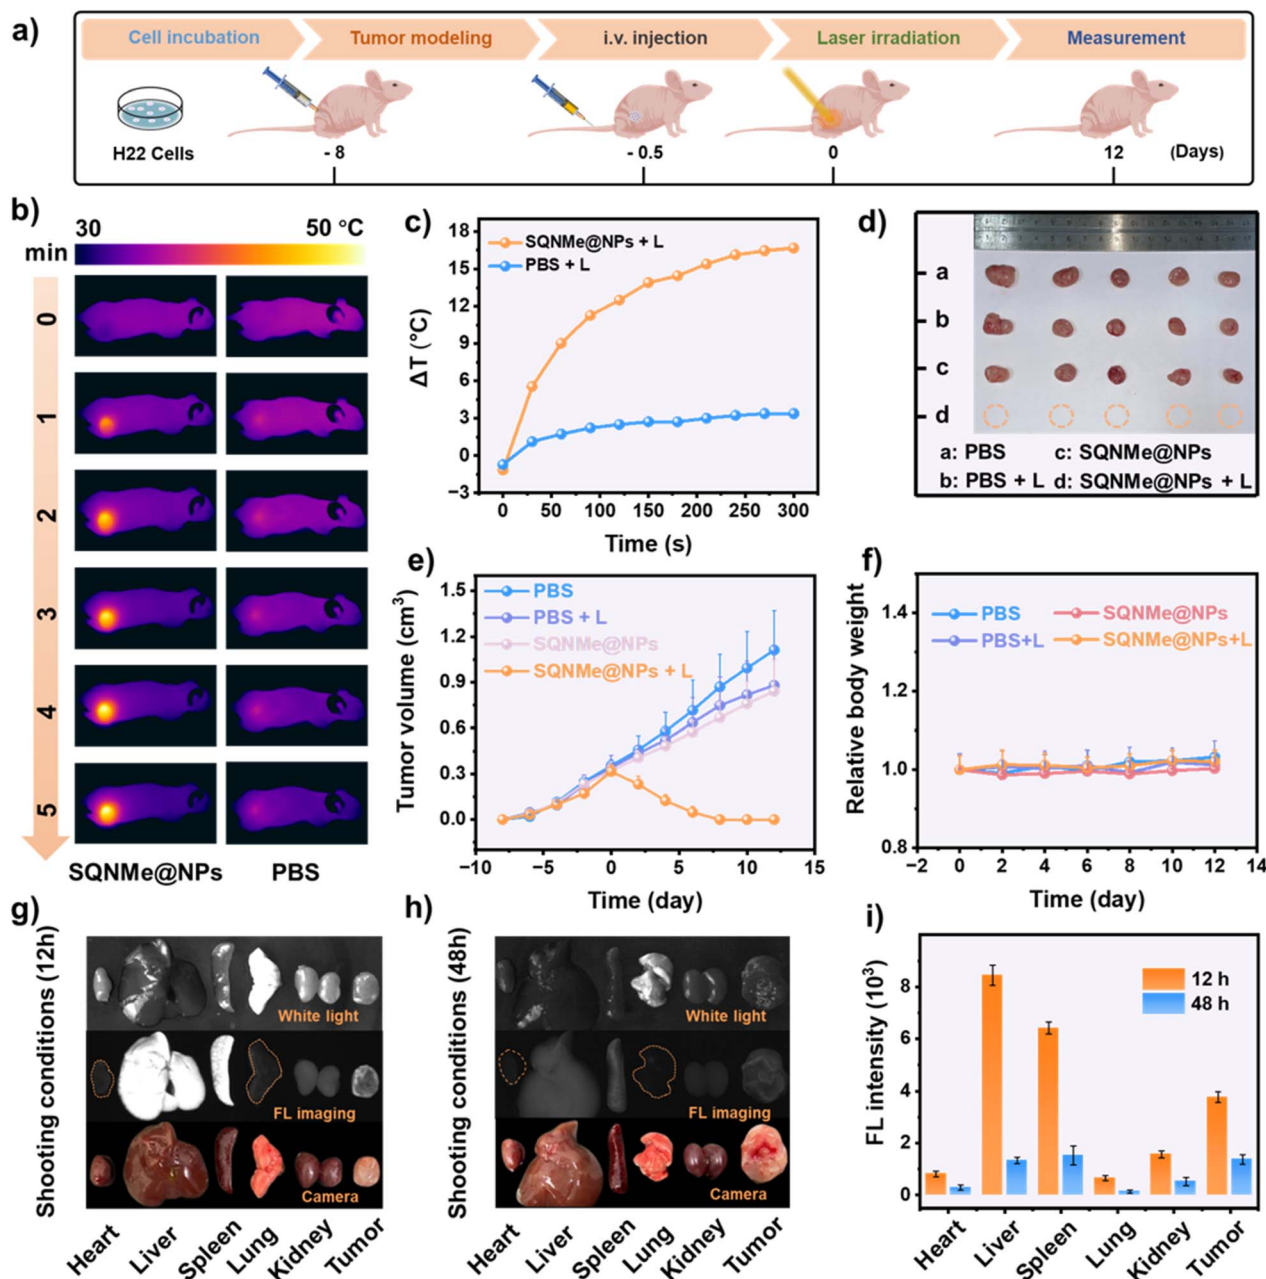 a)
Cell incubation Tumor modeling i.v. injection Laser irradiation Measurement
H22 Cells - 8 - 0.5 0 12 (Days)
b)
30 50 °C
min
0
1
2
3
4
5
SQNMe@NPs PBS
c)
SQNMe@NPs + L
PBS + L
18
15
12
9
6
3
0
−3
ΔT (°C)
0 50 100 150 200 250 300
Time (s)
d)
a
b
c
d
a: PBS c: SQNMe@NPs
b: PBS + L d: SQNMe@NPs + L
e)
PBS
PBS + L
SQNMe@NPs
SQNMe@NPs + L
1.5
1.2
0.9
0.6
0.3
0.0
Tumor volume (cm³)
−10 −5 0 5 10 15
Time (day)
f)
PBS SQNMe@NPs
PBS+L SQNMe@NPs+L
1.4
1.2
1.0
0.8
Relative body weight
−2 0 2 4 6 8 10 12 14
Time (day)
g)
Shooting conditions (12h)
White light
FL imaging
Camera
Heart Liver Spleen Lung Kidney Tumor
h)
Shooting conditions (48h)
White light
FL imaging
Camera
Heart Liver Spleen Lung Kidney Tumor
i)
12 h
48 h
8
6
4
2
0
FL intensity (10³)
Heart Liver Spleen Lung Kidney Tumor